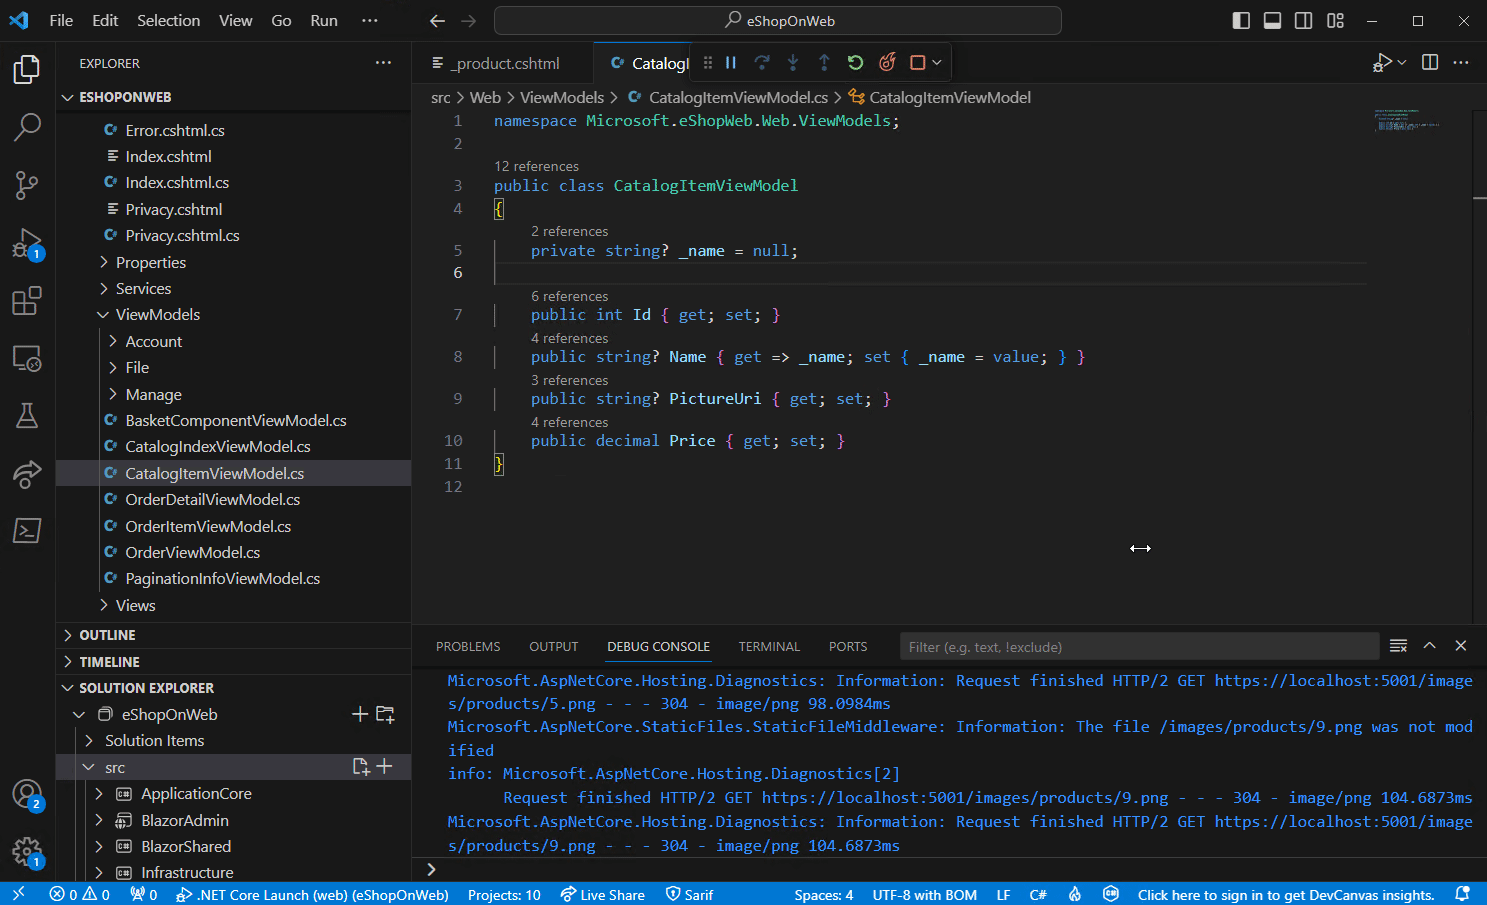 File Edit Selection View Go Run ···
eShopOnWeb
EXPLORER
ESHOPONWEB
Error.cshtml.cs
Index.cshtml
Index.cshtml.cs
Privacy.cshtml
Privacy.cshtml.cs
Properties
Services
ViewModels
Account
File
Manage
BasketComponentViewModel.cs
CatalogIndexViewModel.cs
CatalogItemViewModel.cs
OrderDetailViewModel.cs
OrderItemViewModel.cs
OrderViewModel.cs
PaginationInfoViewModel.cs
Views
OUTLINE
TIMELINE
SOLUTION EXPLORER
eShopOnWeb
Solution Items
src
ApplicationCore
BlazorAdmin
BlazorShared
Infrastructure
1
2
1
_product.cshtml
CatalogI
src > Web > ViewModels > CatalogItemViewModel.cs > CatalogItemViewModel
1 namespace Microsoft.eShopWeb.Web.ViewModels;
2
12 references
3 public class CatalogItemViewModel
4 {
2 references
5 private string? _name = null;
6
6 references
7 public int Id { get; set; }
4 references
8 public string? Name { get => _name; set { _name = value; } }
3 references
9 public string? PictureUri { get; set; }
4 references
10 public decimal Price { get; set; }
11 }
12
PROBLEMS OUTPUT DEBUG CONSOLE TERMINAL PORTS Filter (e.g. text, !exclude)
Microsoft.AspNetCore.Hosting.Diagnostics: Information: Request finished HTTP/2 GET https://localhost:5001/image
s/products/5.png - - - 304 - image/png 98.0984ms
Microsoft.AspNetCore.StaticFiles.StaticFileMiddleware: Information: The file /images/products/9.png was not mod
ified
info: Microsoft.AspNetCore.Hosting.Diagnostics[2]
Request finished HTTP/2 GET https://localhost:5001/images/products/9.png - - - 304 - image/png 104.6873ms
Microsoft.AspNetCore.Hosting.Diagnostics: Information: Request finished HTTP/2 GET https://localhost:5001/image
s/products/9.png - - - 304 - image/png 104.6873ms
0 0 0 .NET Core Launch (web) (eShopOnWeb) Projects: 10 Live Share Sarif Spaces: 4 UTF-8 with BOM LF C# Click here to sign in to get DevCanvas insights.